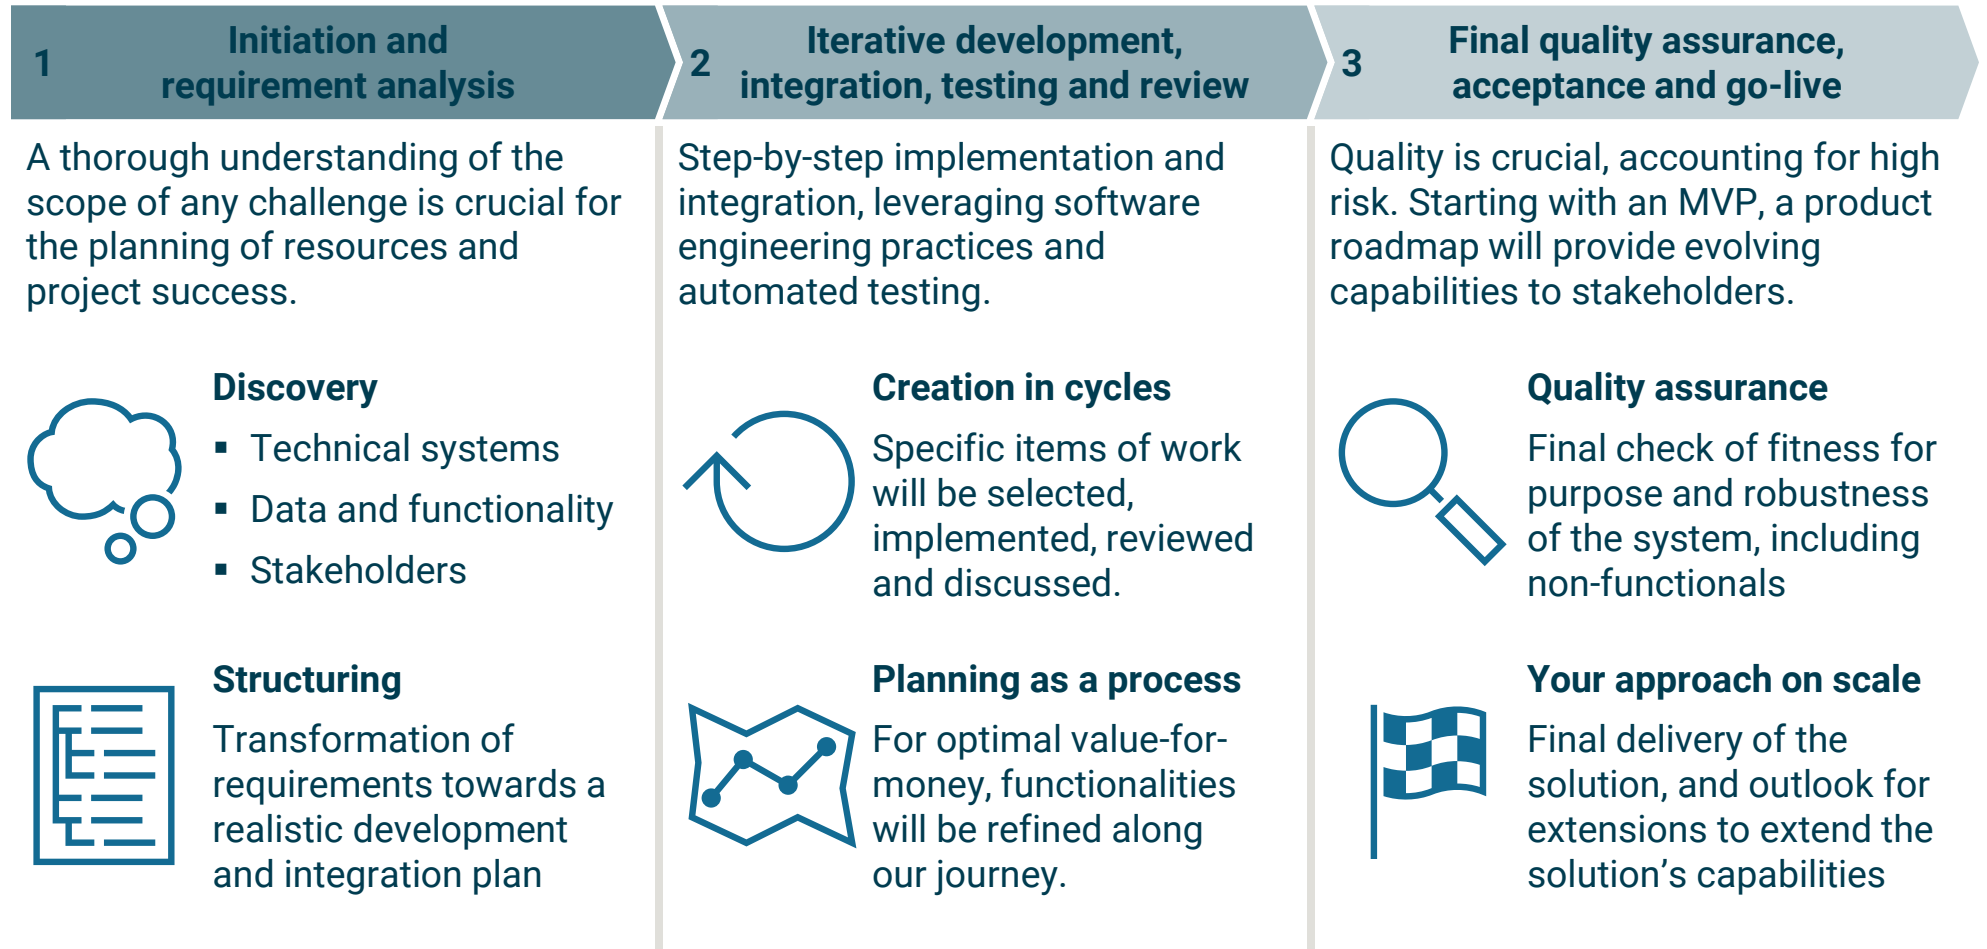 1
Initiation and
requirement analysis
A thorough understanding of the
scope of any challenge is crucial for
the planning of resources and
project success.
Discovery
▪ Technical systems
▪ Data and functionality
▪ Stakeholders
Structuring
Transformation of
requirements towards a
realistic development
and integration plan
2
Iterative development,
integration, testing and review
Step-by-step implementation and
integration, leveraging software
engineering practices and
automated testing.
Creation in cycles
Specific items of work
will be selected,
implemented, reviewed
and discussed.
Planning as a process
For optimal value-for-
money, functionalities
will be refined along
our journey.
3
Final quality assurance,
acceptance and go-live
Quality is crucial, accounting for high
risk. Starting with an MVP, a product
roadmap will provide evolving
capabilities to stakeholders.
Quality assurance
Final check of fitness for
purpose and robustness
of the system, including
non-functionals
Your approach on scale
Final delivery of the
solution, and outlook for
extensions to extend the
solution’s capabilities